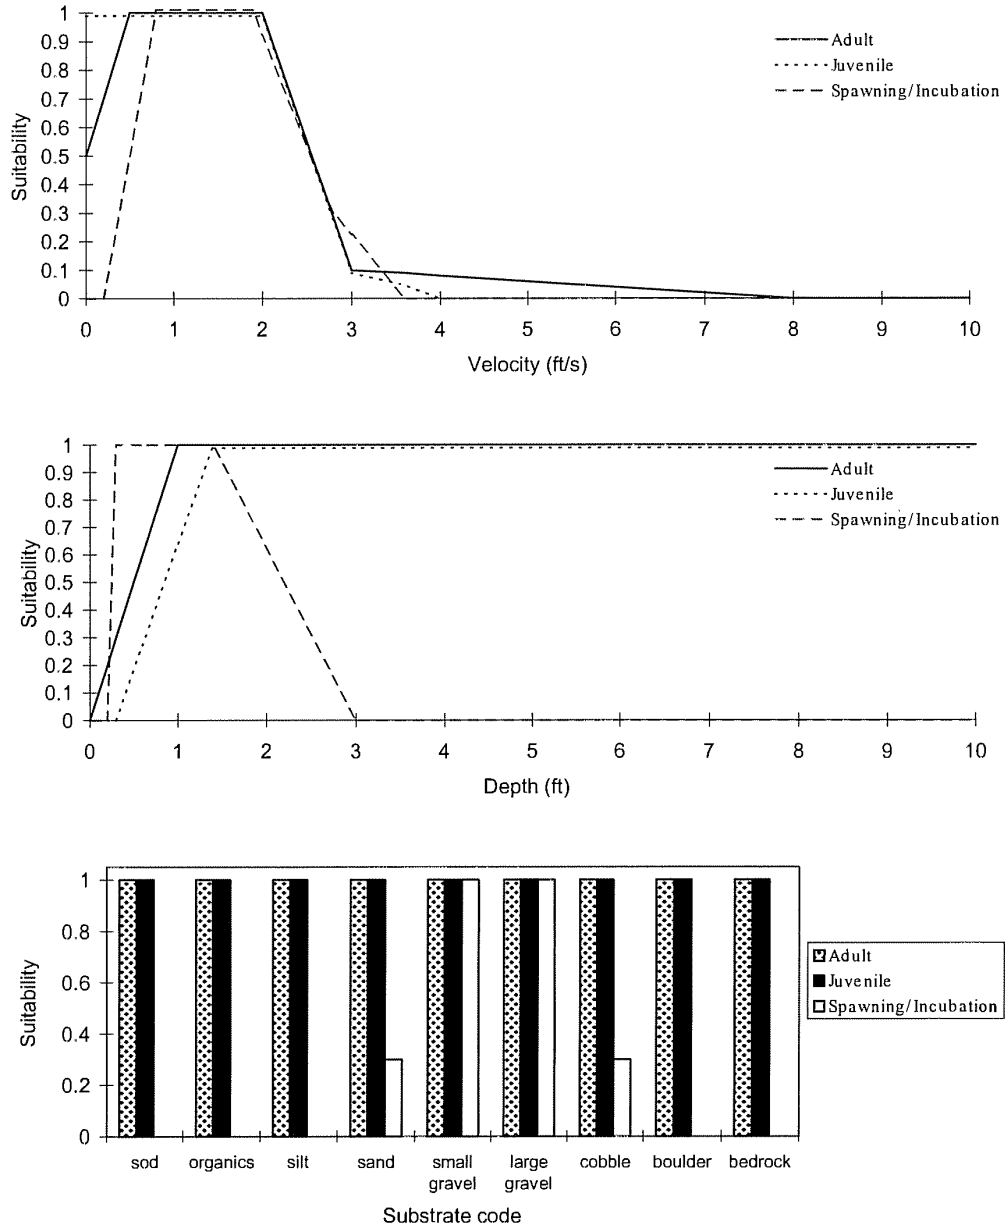 1
0.9
0.8
0.7
0.6
0.5
0.4
0.3
0.2
0.1
0
Suitability
0 1 2 3 4 5 6 7 8 9 10
Velocity (ft/s)
Adult
Juvenile
Spawning/Incubation
1
0.9
0.8
0.7
0.6
0.5
0.4
0.3
0.2
0.1
0
Suitability
0 1 2 3 4 5 6 7 8 9 10
Depth (ft)
Adult
Juvenile
Spawning/Incubation
1
0.8
0.6
0.4
0.2
0
Suitability
sod organics silt sand small gravel large gravel cobble boulder bedrock
Substrate code
Adult
Juvenile
Spawning/Incubation